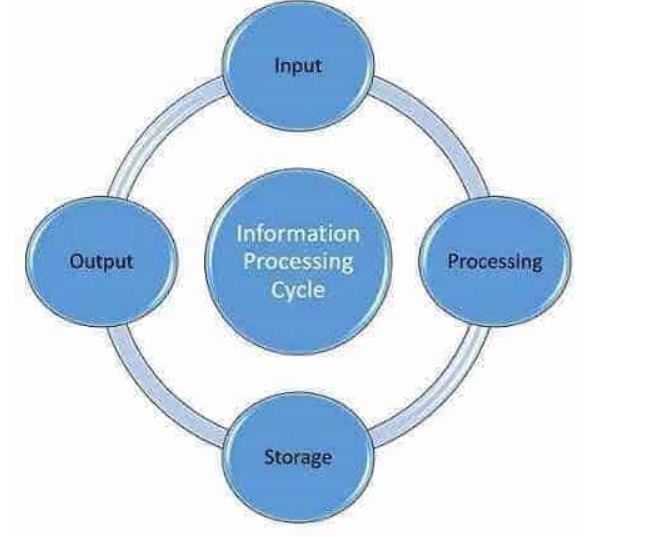 Input
Information
Processing
Cycle
Output
Processing
Storage